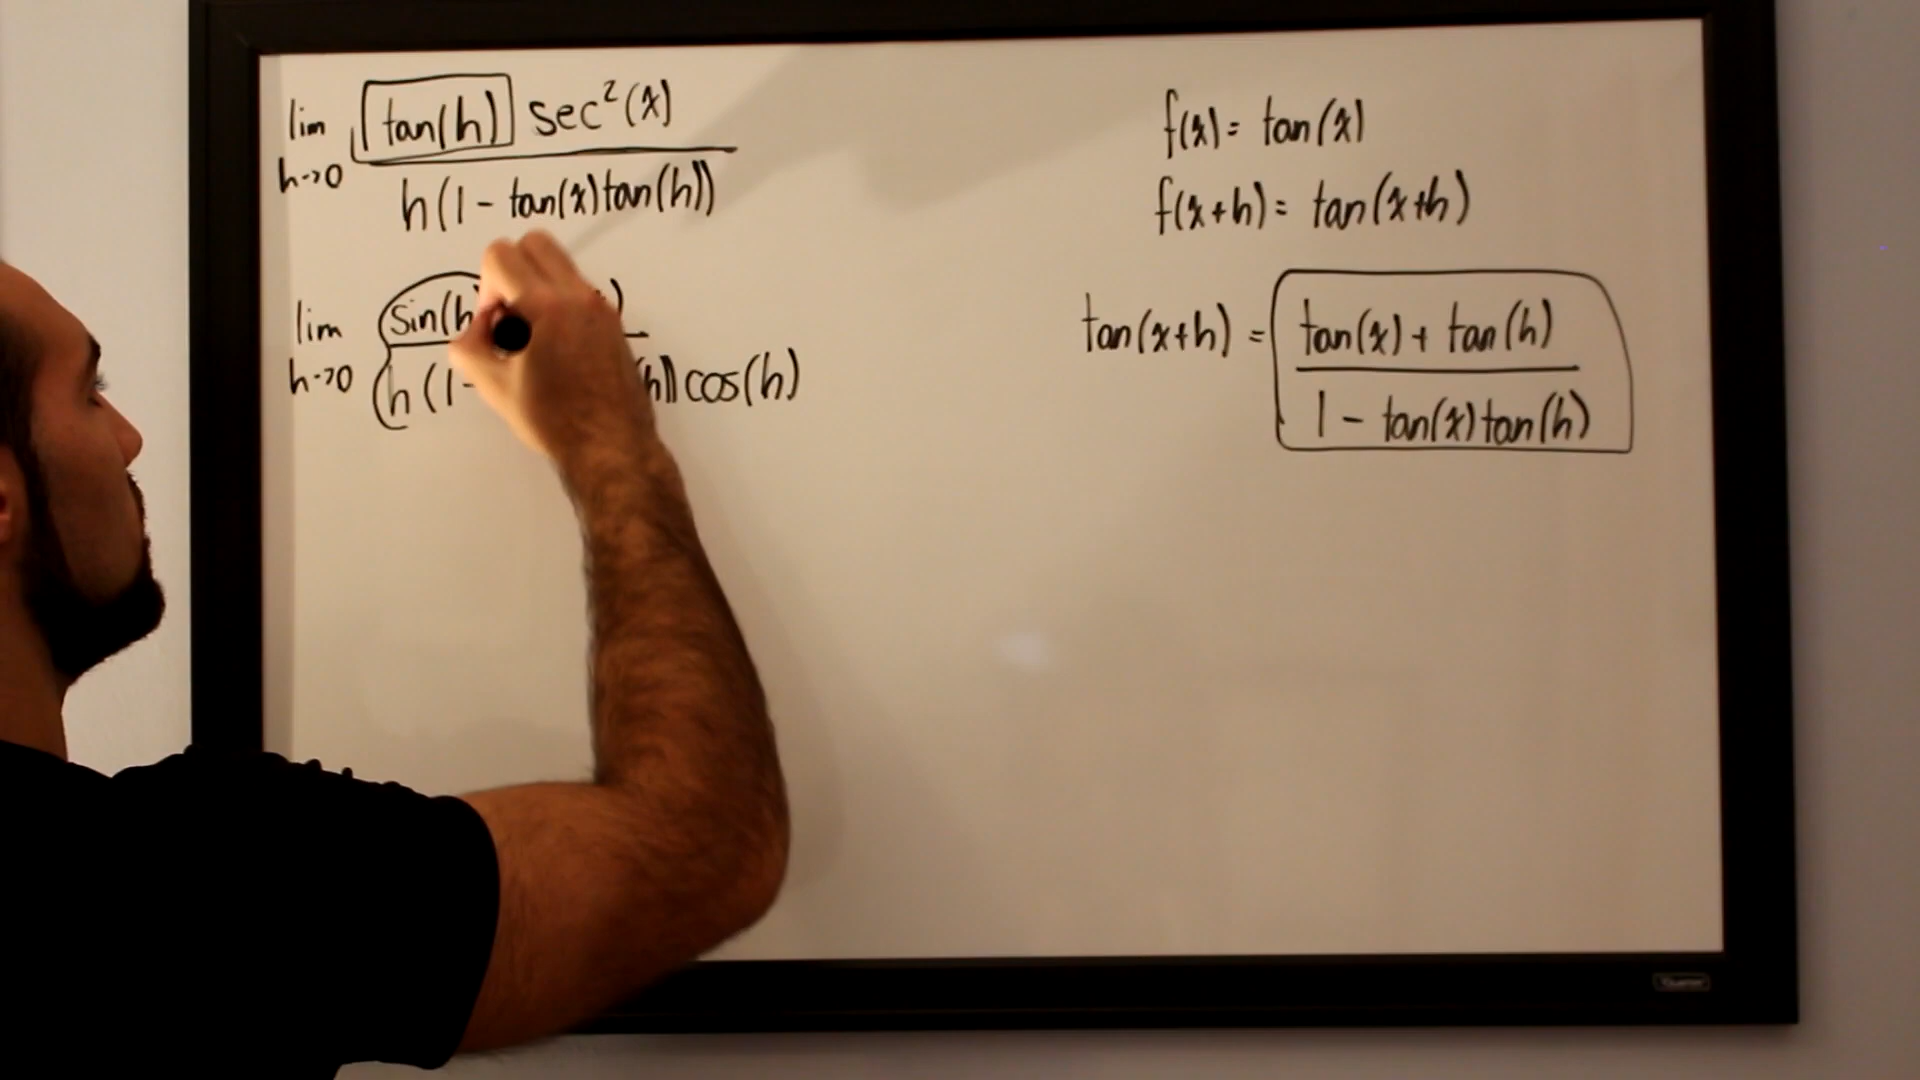 lim h→0 tan(h) sec²(x)
h(1 - tan(x)tan(h))
lim h→0 sin(h
h(1- h)) cos(h)
f(x) = tan(x)
f(x+h) = tan(x+h)
tan(x+h) = tan(x) + tan(h)
1 - tan(x)tan(h)